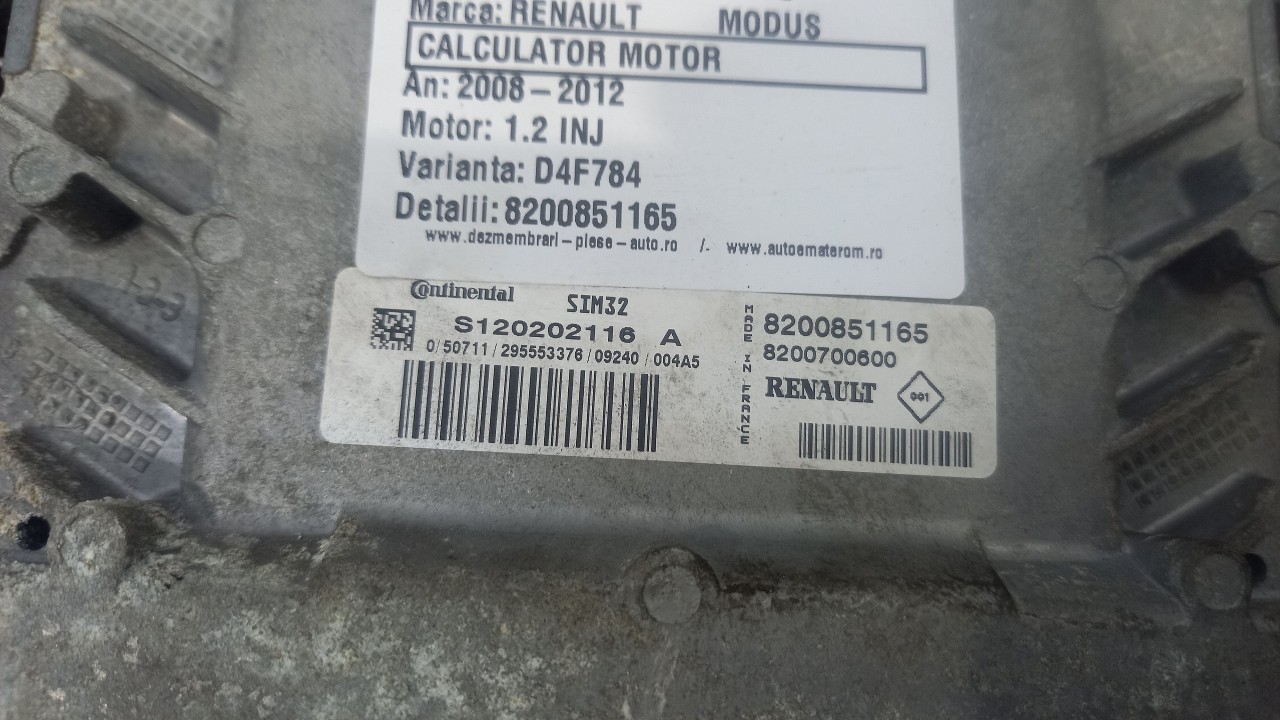 Marca: RENAULT MODUS
CALCULATOR MOTOR
An: 2008 – 2012
Motor: 1.2 INJ
Varianta: D4F784
Detalii: 8200851165
www.dezmembrari – piese – auto.ro /- www.autoematerom.ro
Continental SIM32
S120202116 A
0/50711/295553376/09240/004A5
MADE IN FRANCE
8200851165
8200700600
RENAULT 001